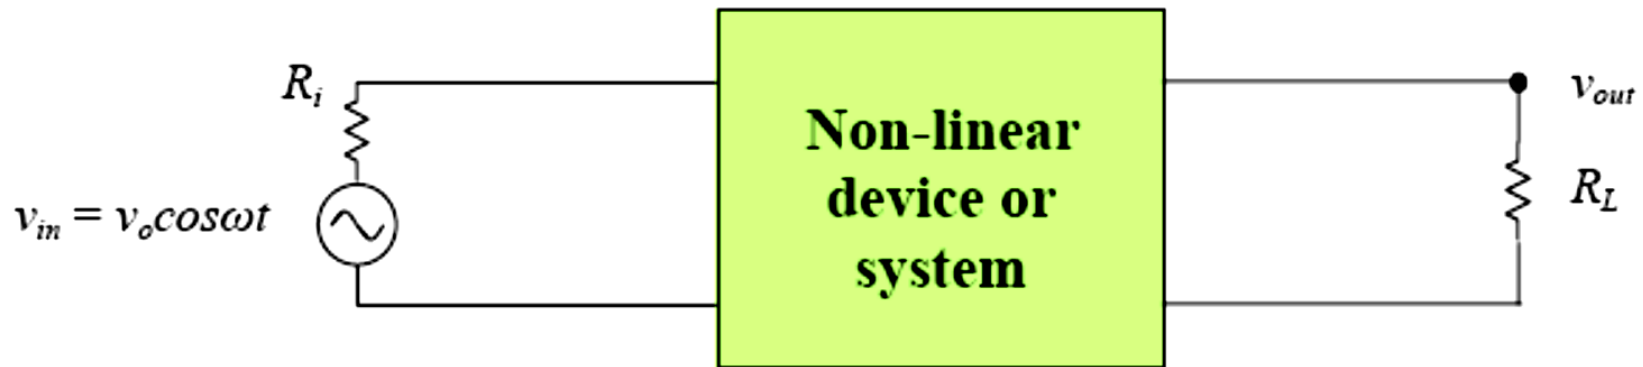 R_i
v_in = v_o cosωt
Non-linear
device or
system
v_out
R_L